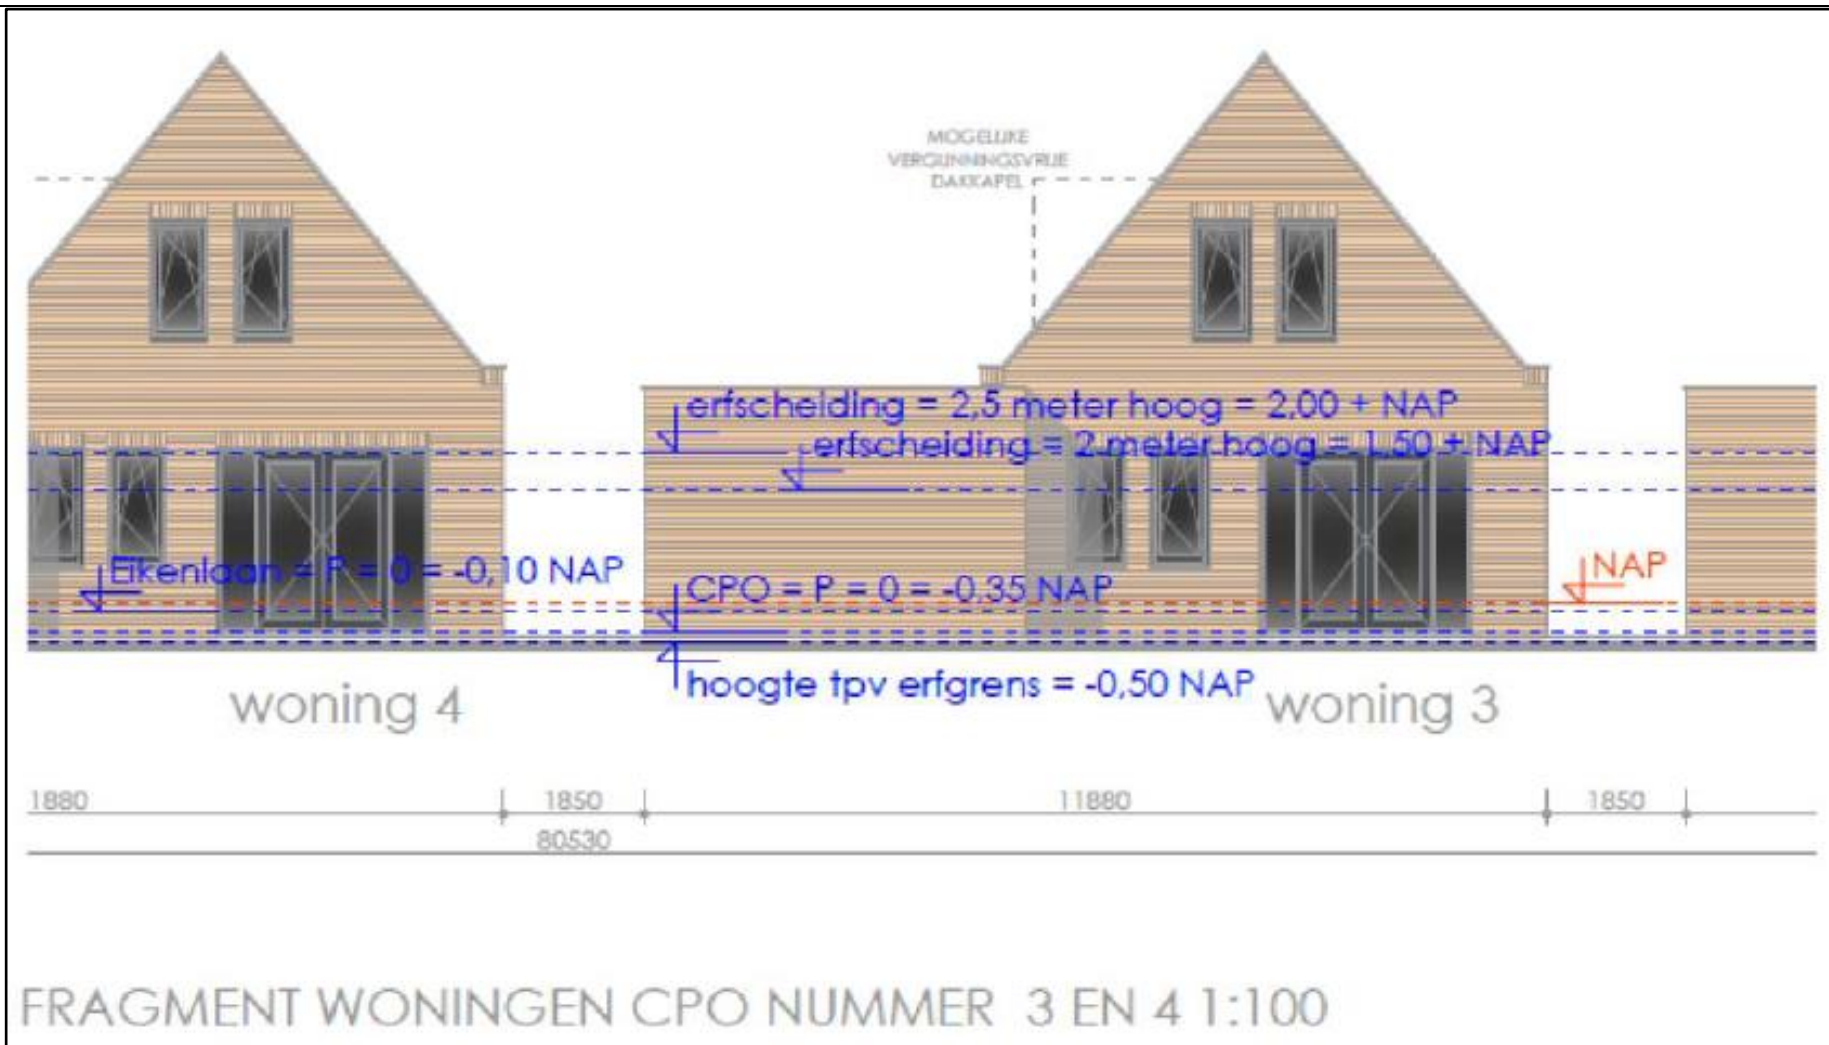 MOGELIJKE
VERGUNNINGSVRIJE
DAKKAPEL
erfscheiding = 2,5 meter hoog = 2,00 + NAP
erfscheiding = 2 meter hoog = 1,50 + NAP
Eikenlaan = P = 0 = -0,10 NAP
CPO = P = 0 = -0,35 NAP
NAP
hoogte tpv erfgrens = -0,50 NAP
woning 4
woning 3
1880 1850 11880 1850
80530
FRAGMENT WONINGEN CPO NUMMER 3 EN 4 1:100